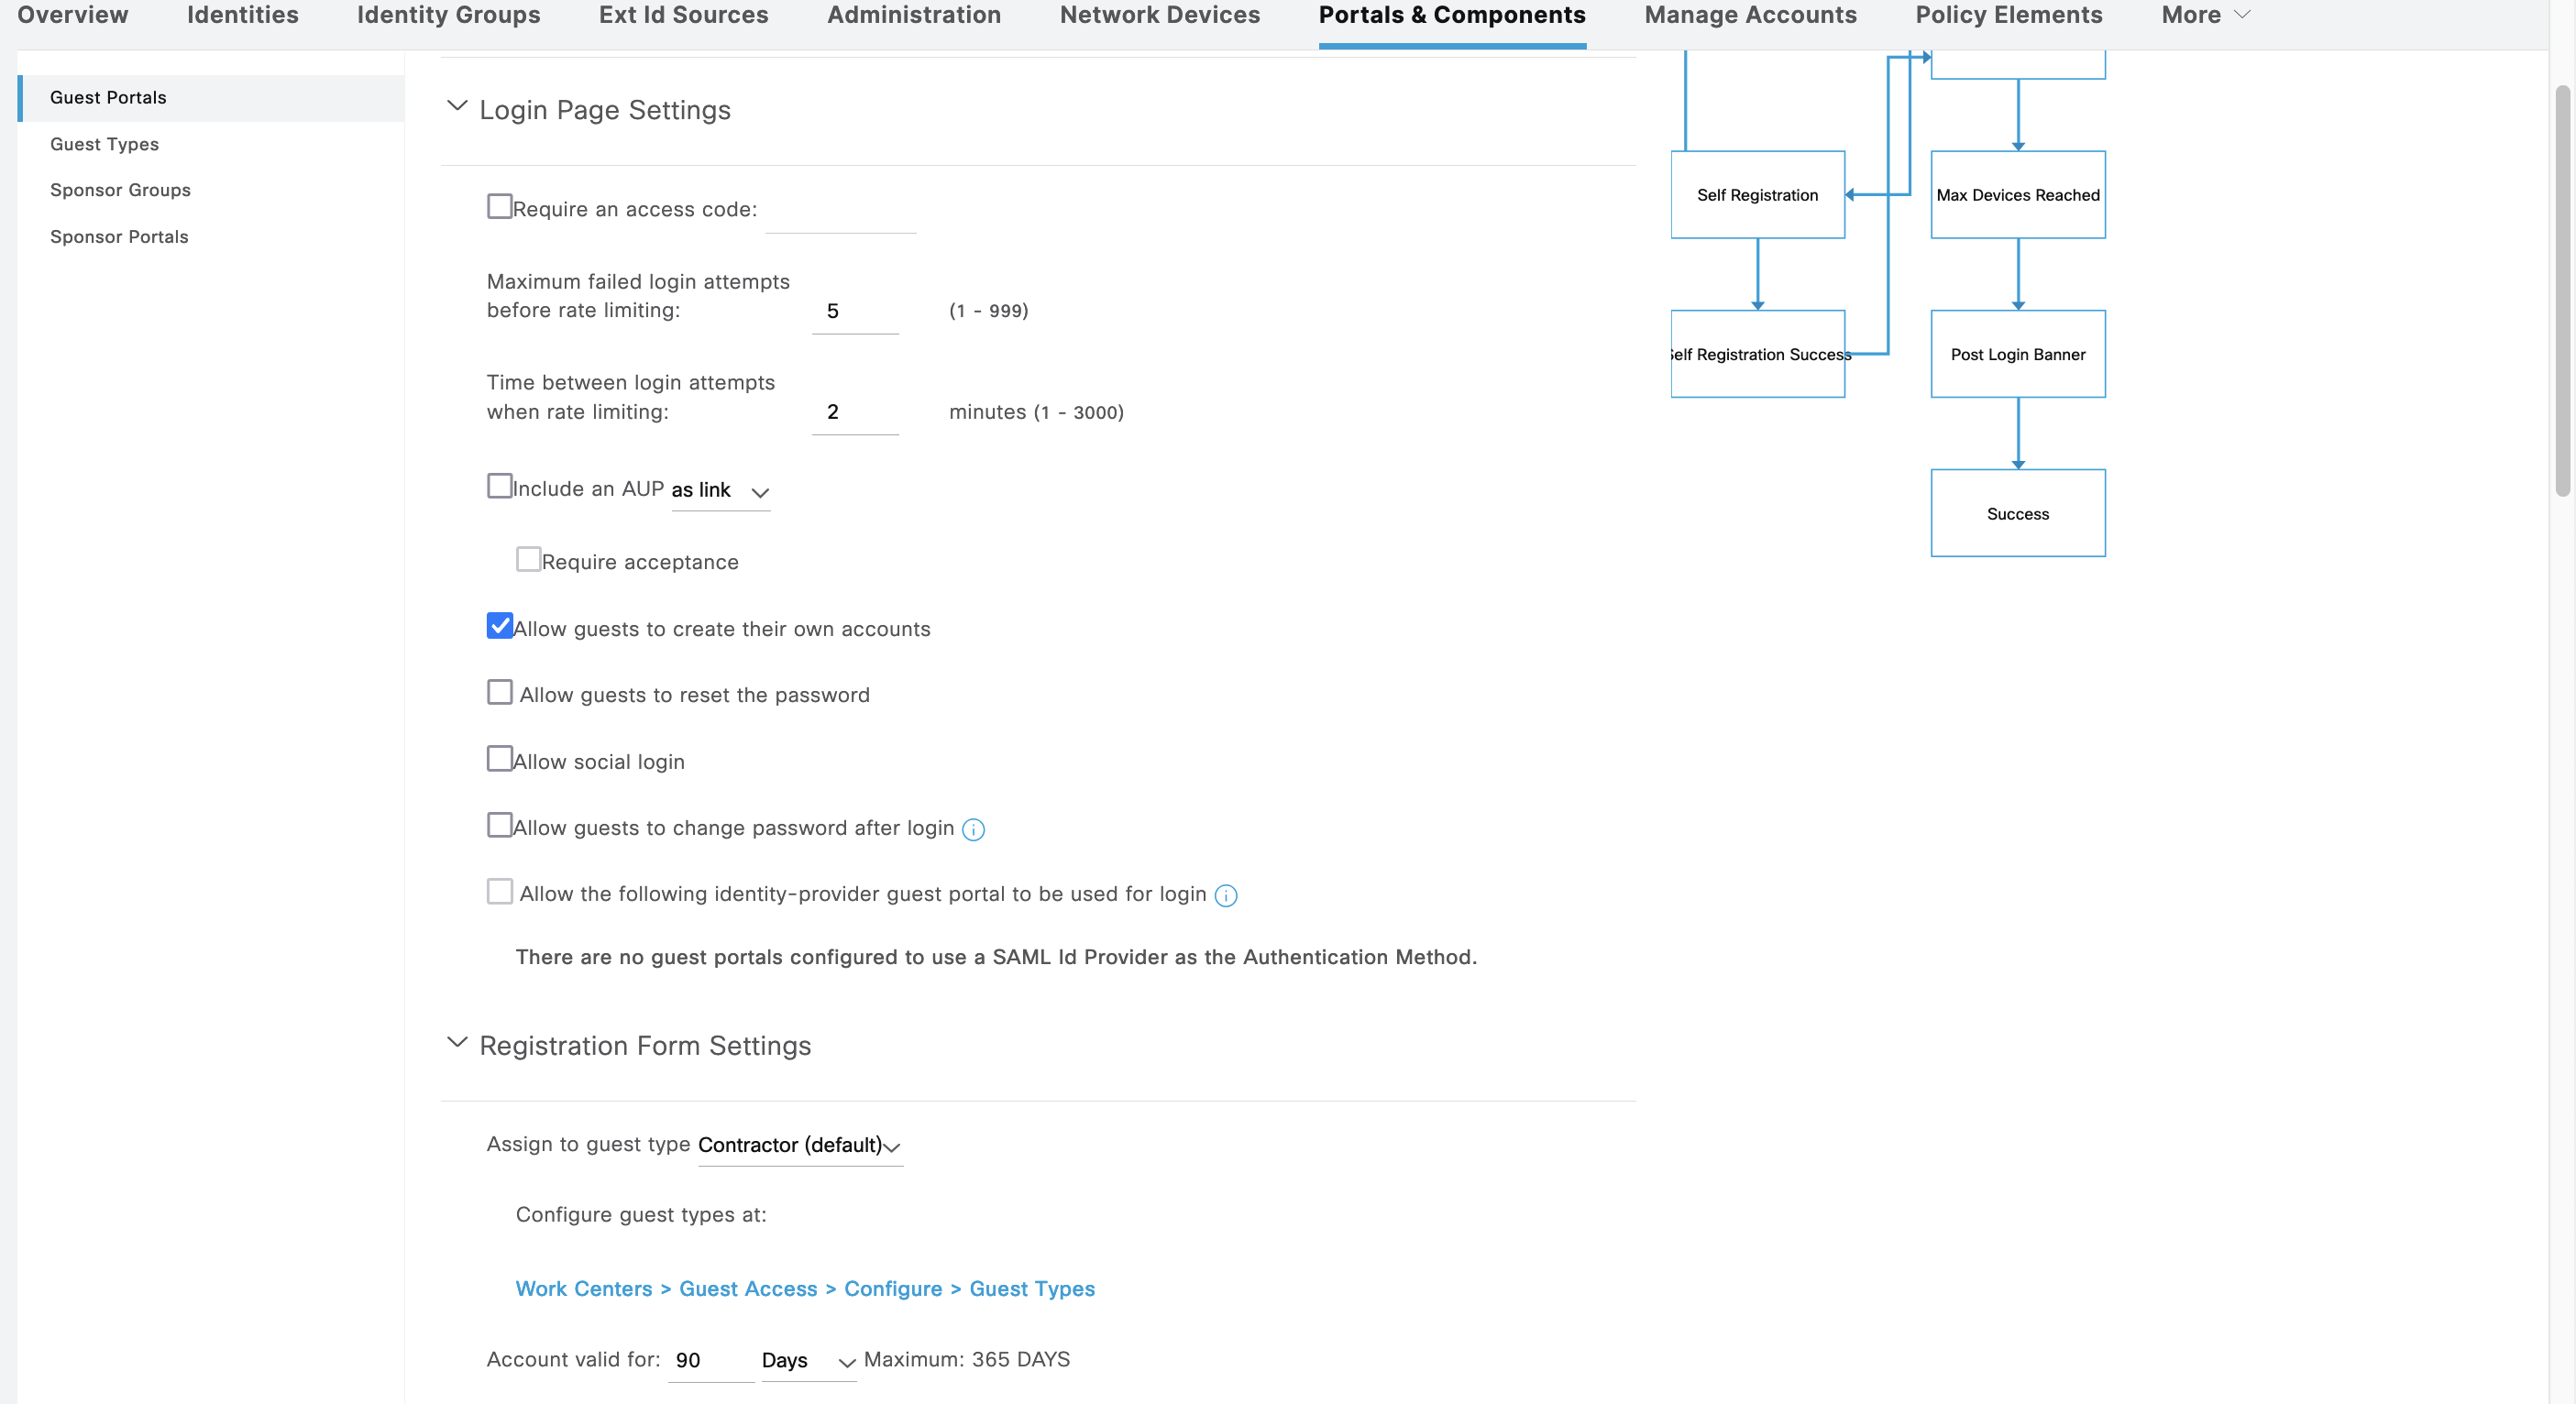 Overview Identities Identity Groups Ext Id Sources Administration Network Devices Portals & Components Manage Accounts Policy Elements More
Guest Portals
Guest Types
Sponsor Groups
Sponsor Portals
Login Page Settings
Require an access code:
Maximum failed login attempts
before rate limiting: 5 (1 - 999)
Time between login attempts
when rate limiting: 2 minutes (1 - 3000)
Include an AUP as link
Require acceptance
Allow guests to create their own accounts
Allow guests to reset the password
Allow social login
Allow guests to change password after login
Allow the following identity-provider guest portal to be used for login
There are no guest portals configured to use a SAML Id Provider as the Authentication Method.
Registration Form Settings
Assign to guest type Contractor (default)
Configure guest types at:
Work Centers > Guest Access > Configure > Guest Types
Account valid for: 90 Days Maximum: 365 DAYS
Self Registration
Max Devices Reached
Self Registration Success
Post Login Banner
Success